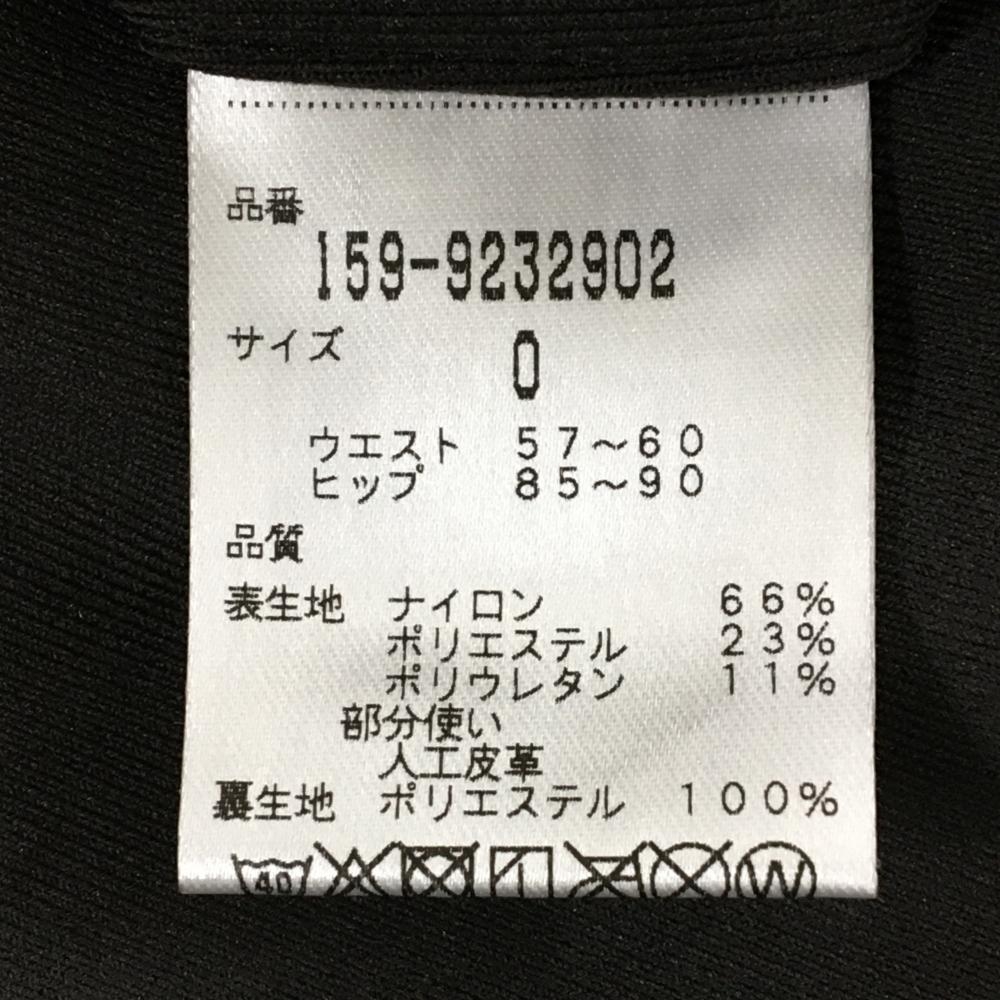 品番
159-9232902
サイズ 0
ウエスト 57～60
ヒップ 85～90
品質
表生地 ナイロン 66%
ポリエステル 23%
ポリウレタン 11%
部分使い
人工皮革
裏生地 ポリエステル 100%
40 W